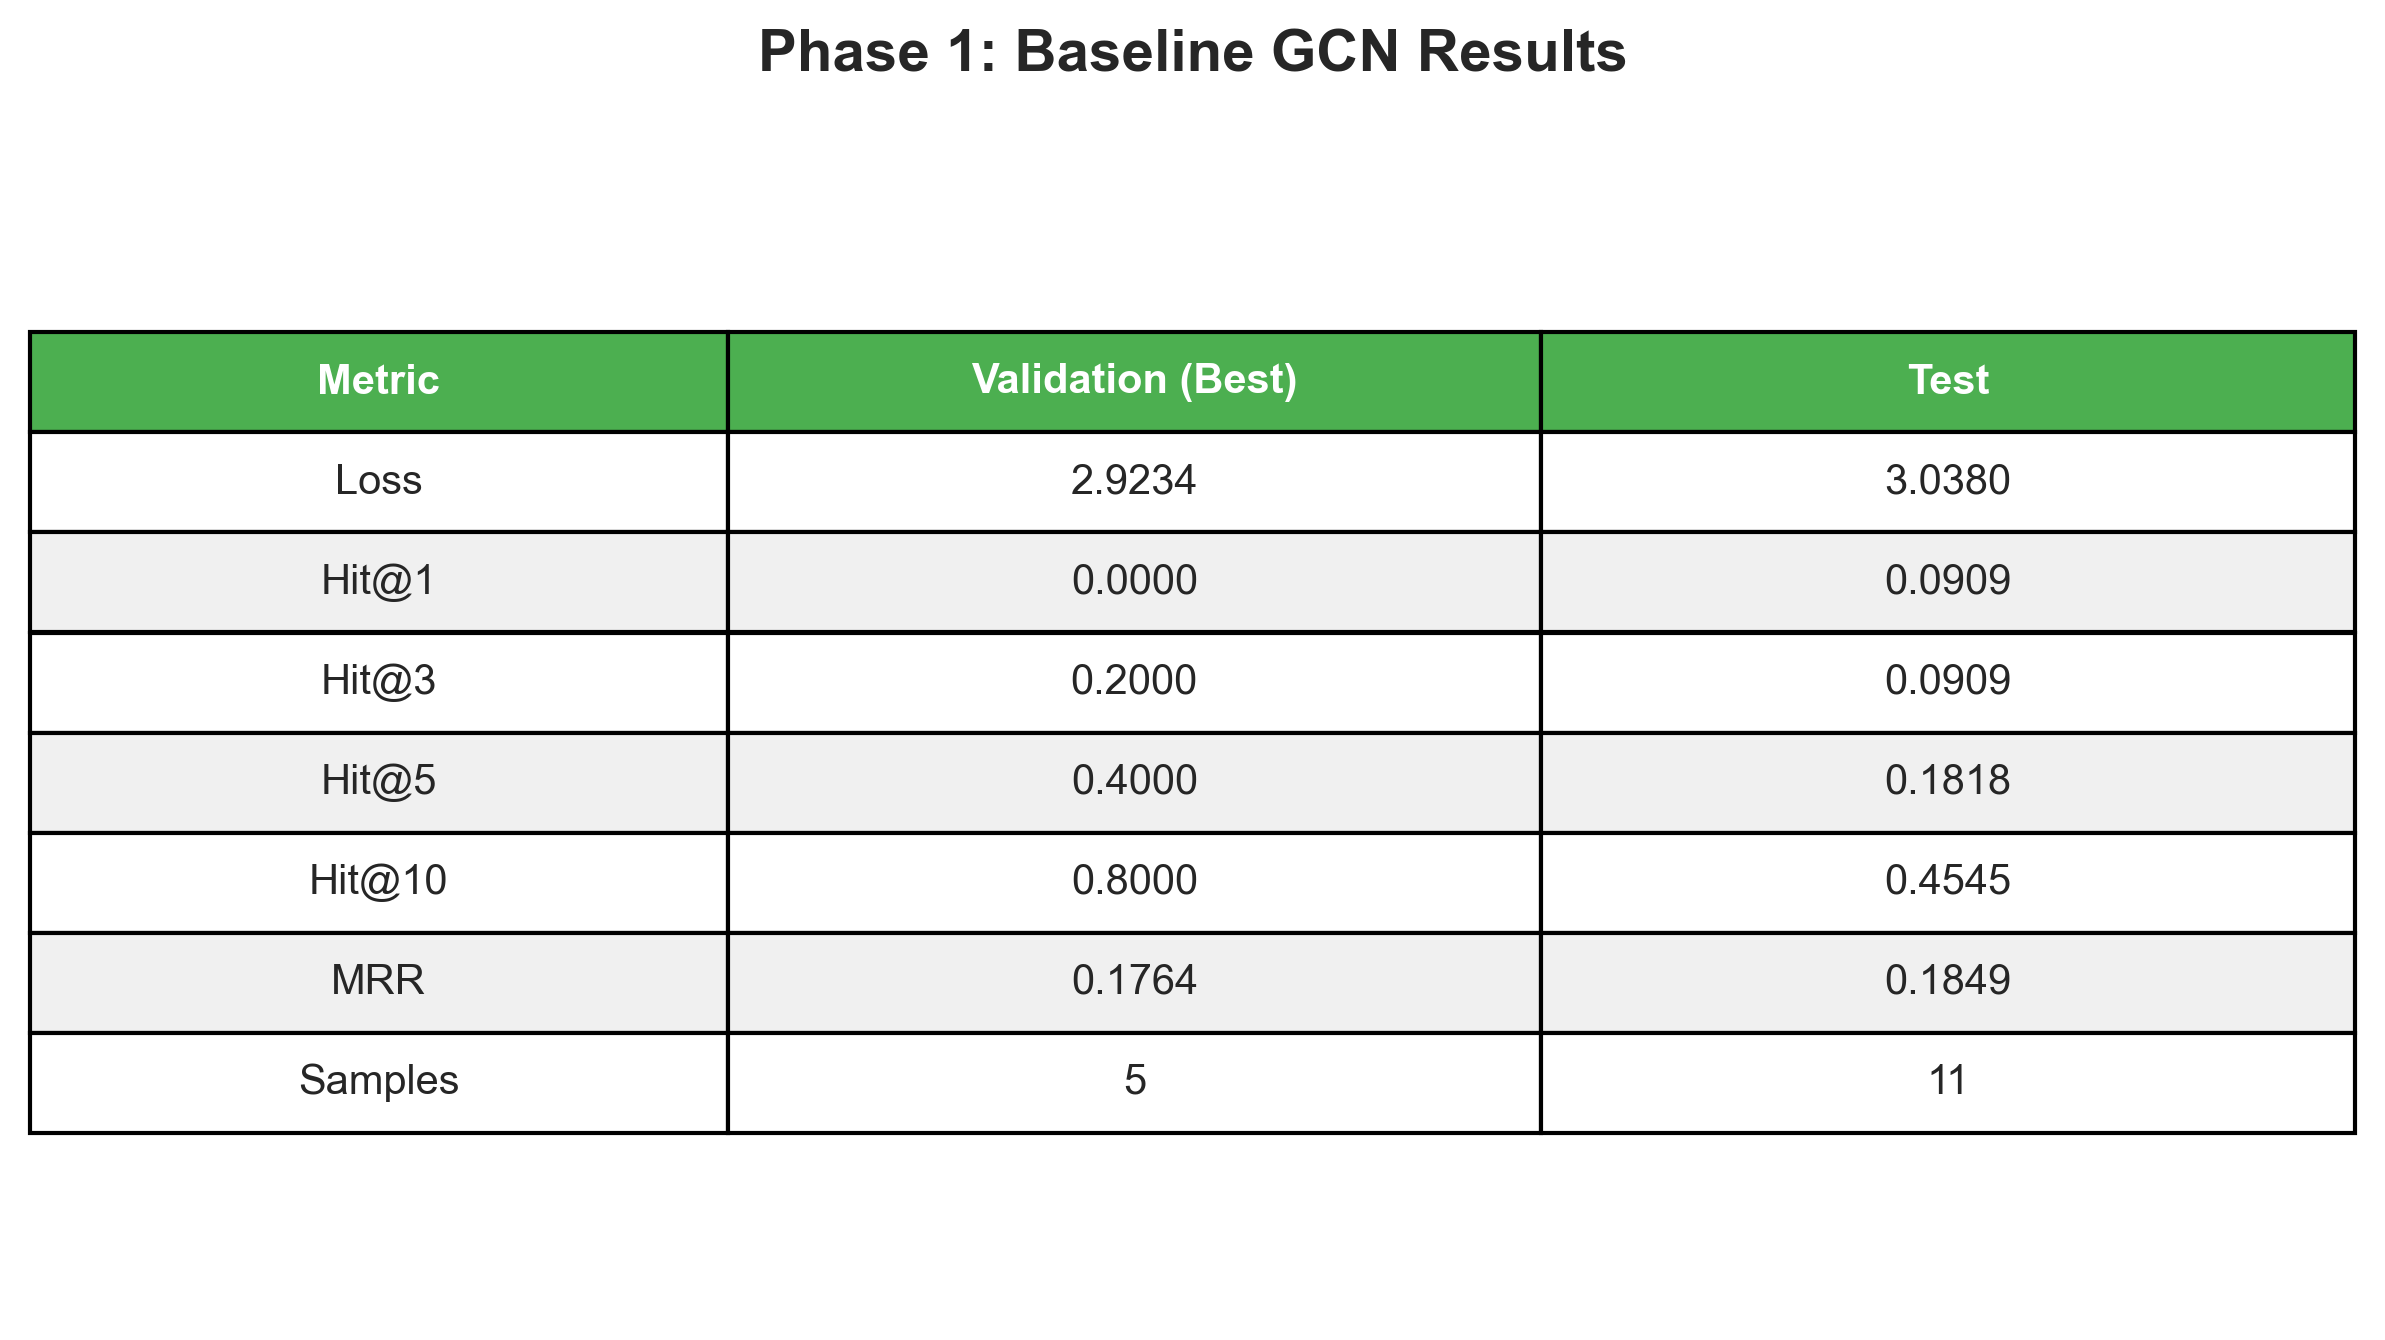 Phase 1: Baseline GCN Results
Metric Validation (Best) Test
Loss 2.9234 3.0380
Hit@1 0.0000 0.0909
Hit@3 0.2000 0.0909
Hit@5 0.4000 0.1818
Hit@10 0.8000 0.4545
MRR 0.1764 0.1849
Samples 5 11